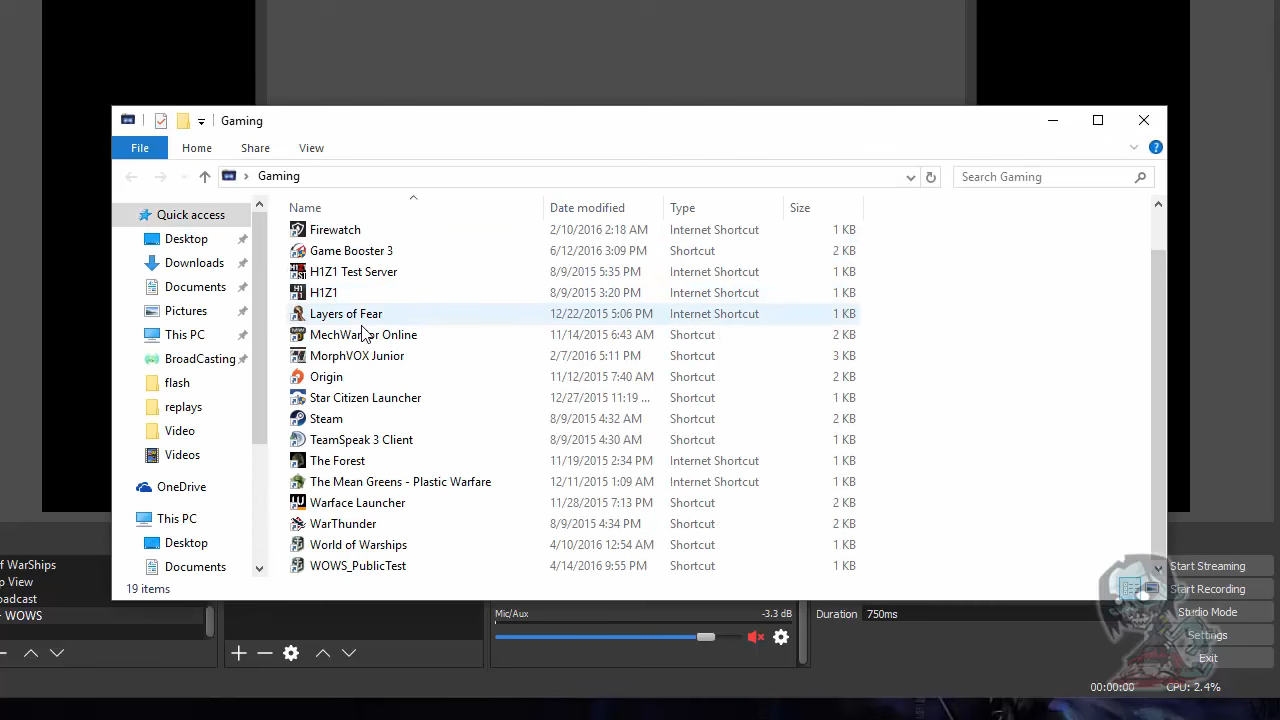 Gaming
File Home Share View
Gaming
Search Gaming
Name Date modified Type Size
Quick access
Desktop
Downloads
Documents
Pictures
This PC
BroadCasting
flash
replays
Video
Videos
OneDrive
This PC
Desktop
Documents
Firewatch 2/10/2016 2:18 AM Internet Shortcut 1 KB
Game Booster 3 6/12/2016 3:09 PM Shortcut 2 KB
H1Z1 Test Server 8/9/2015 5:35 PM Internet Shortcut 1 KB
H1Z1 8/9/2015 3:20 PM Internet Shortcut 1 KB
Layers of Fear 12/22/2015 5:06 PM Internet Shortcut 1 KB
MechWarrior Online 11/14/2015 6:43 AM Shortcut 2 KB
MorphVOX Junior 2/7/2016 5:11 PM Shortcut 3 KB
Origin 11/12/2015 7:40 AM Shortcut 2 KB
Star Citizen Launcher 12/27/2015 11:19 ... Shortcut 1 KB
Steam 8/9/2015 4:32 AM Shortcut 2 KB
TeamSpeak 3 Client 8/9/2015 4:30 AM Shortcut 1 KB
The Forest 11/19/2015 2:34 PM Internet Shortcut 1 KB
The Mean Greens - Plastic Warfare 12/11/2015 1:09 AM Internet Shortcut 1 KB
Warface Launcher 11/28/2015 7:13 PM Shortcut 2 KB
WarThunder 8/9/2015 4:34 PM Shortcut 2 KB
World of Warships 4/10/2016 12:54 AM Shortcut 1 KB
WOWS_PublicTest 4/14/2016 9:55 PM Shortcut 1 KB
19 items
of WarShips
p View
oadcast
- WOWS
Mic/Aux -3.3 dB
Duration 750ms
Start Streaming
Start Recording
Studio Mode
Settings
Exit
00:00:00 CPU: 2.4%